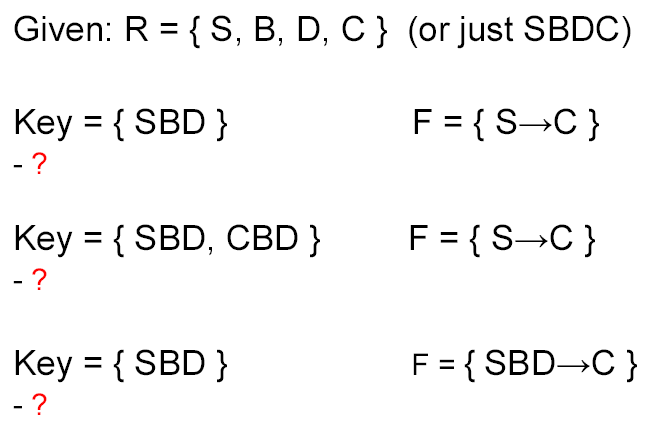 Given: R = { S, B, D, C } (or just SBDC)
Key = { SBD } F = { S→C }
- ?
Key = { SBD, CBD } F = { S→C }
- ?
Key = { SBD } F = { SBD→C }
- ?